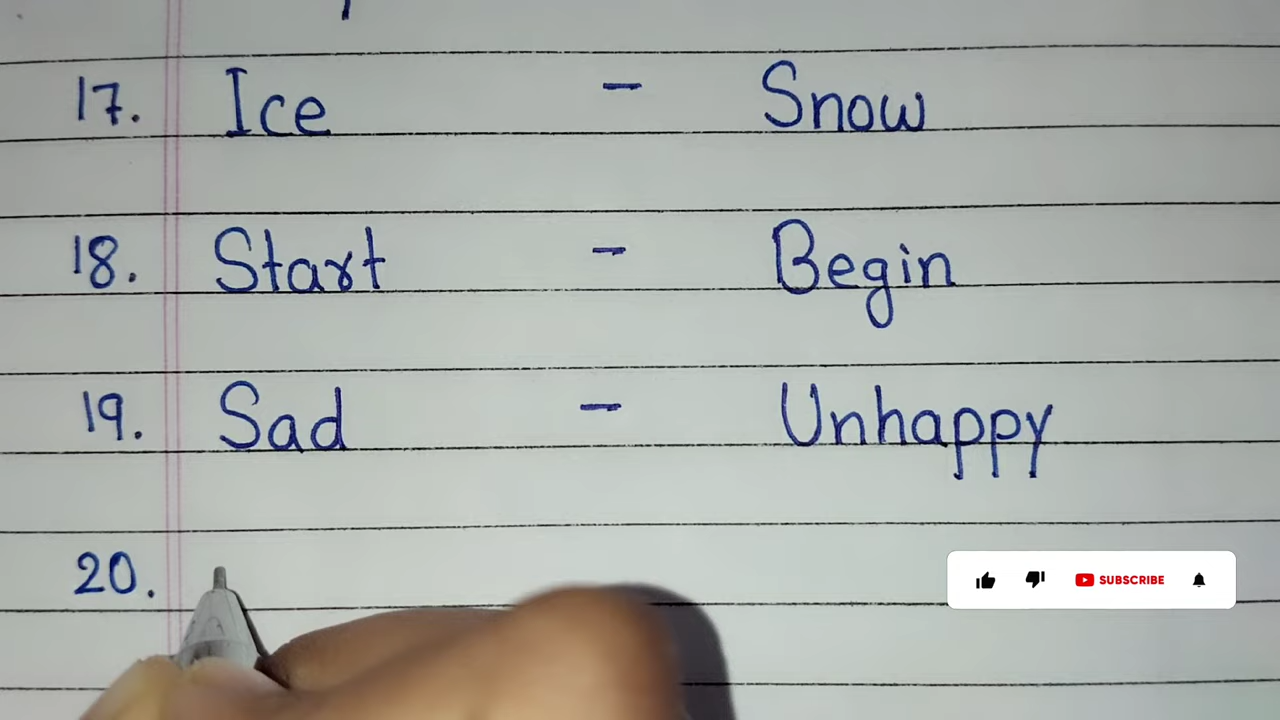 17. Ice - Snow
18. Start - Begin
19. Sad - Unhappy
20.
SUBSCRIBE